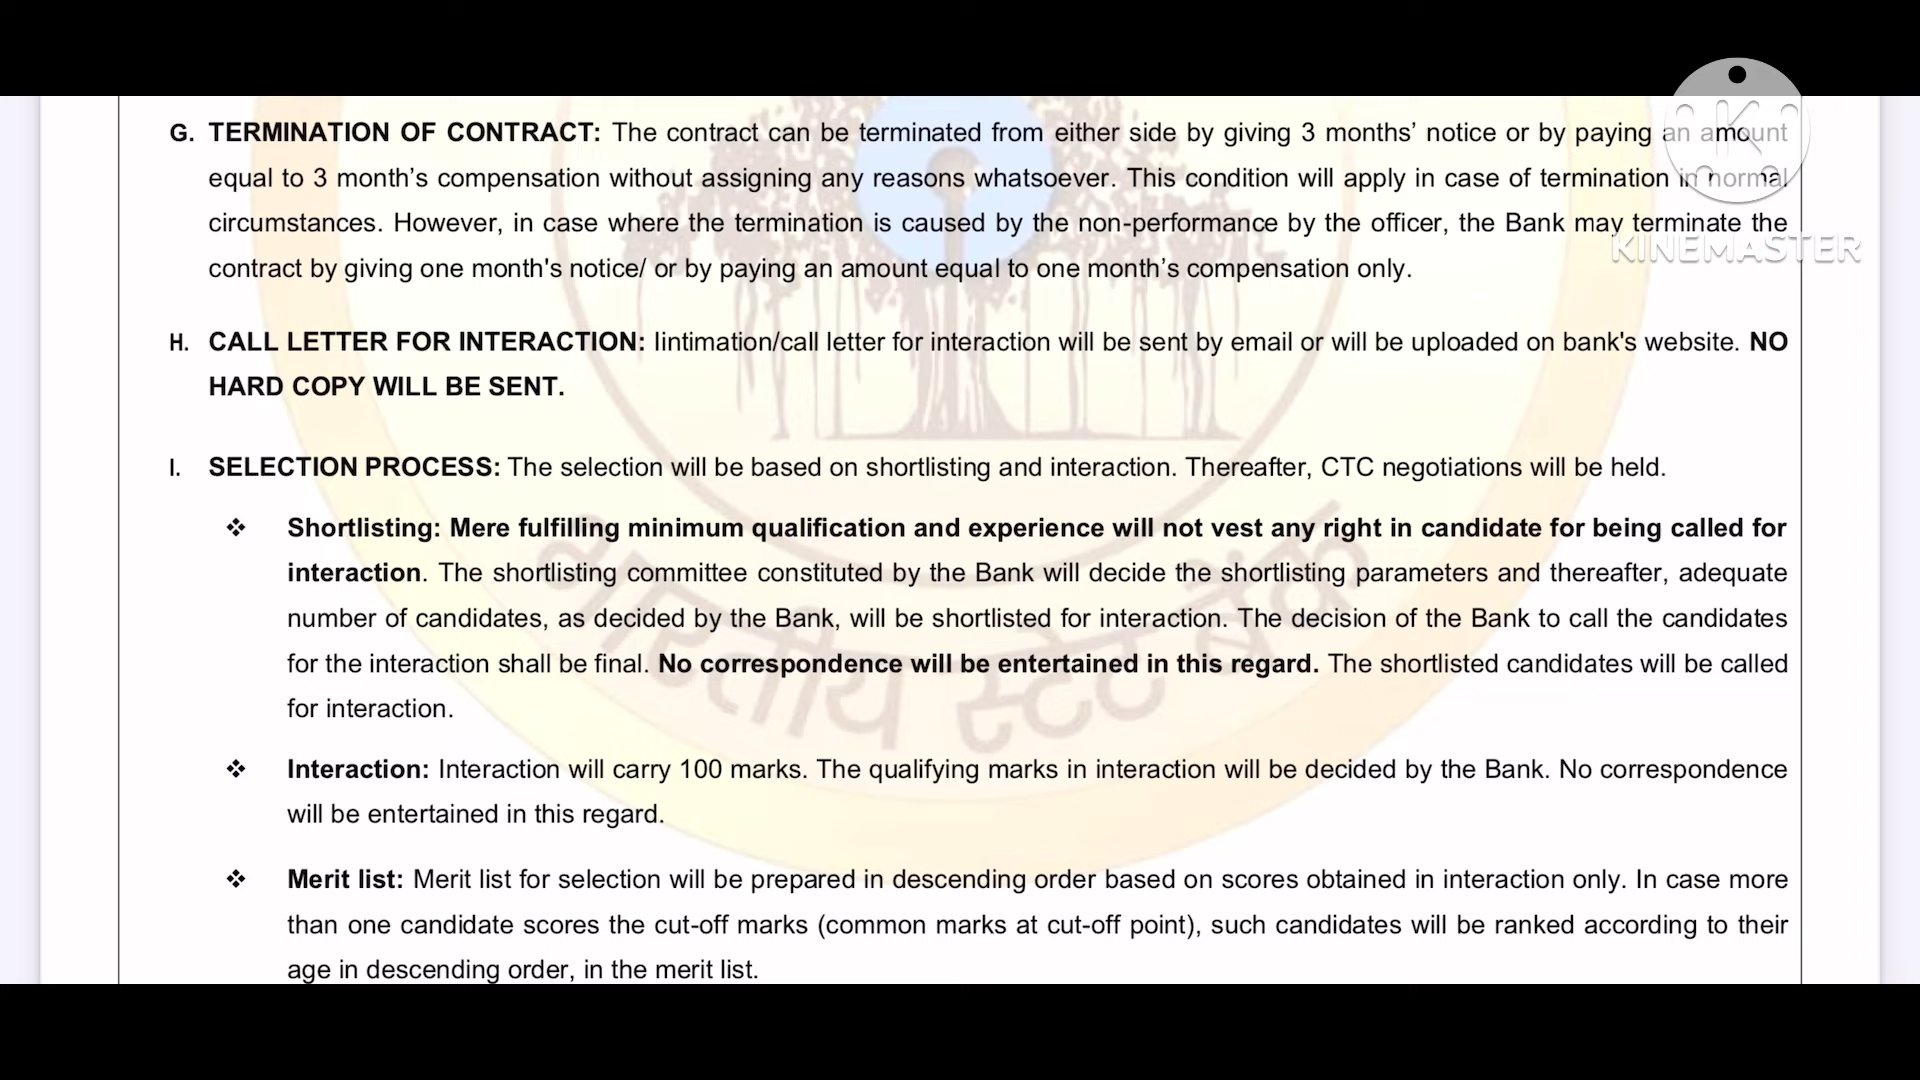 G. TERMINATION OF CONTRACT: The contract can be terminated from either side by giving 3 months’ notice or by paying an amount
equal to 3 month’s compensation without assigning any reasons whatsoever. This condition will apply in case of termination in normal
circumstances. However, in case where the termination is caused by the non-performance by the officer, the Bank may terminate the
contract by giving one month's notice/ or by paying an amount equal to one month’s compensation only.
KINEMASTER
H. CALL LETTER FOR INTERACTION: Iintimation/call letter for interaction will be sent by email or will be uploaded on bank's website. NO
HARD COPY WILL BE SENT.
I. SELECTION PROCESS: The selection will be based on shortlisting and interaction. Thereafter, CTC negotiations will be held.
❖ Shortlisting: Mere fulfilling minimum qualification and experience will not vest any right in candidate for being called for
interaction. The shortlisting committee constituted by the Bank will decide the shortlisting parameters and thereafter, adequate
number of candidates, as decided by the Bank, will be shortlisted for interaction. The decision of the Bank to call the candidates
for the interaction shall be final. No correspondence will be entertained in this regard. The shortlisted candidates will be called
for interaction.
भारतीय स्टेट बैंक
❖ Interaction: Interaction will carry 100 marks. The qualifying marks in interaction will be decided by the Bank. No correspondence
will be entertained in this regard.
❖ Merit list: Merit list for selection will be prepared in descending order based on scores obtained in interaction only. In case more
than one candidate scores the cut-off marks (common marks at cut-off point), such candidates will be ranked according to their
age in descending order, in the merit list.